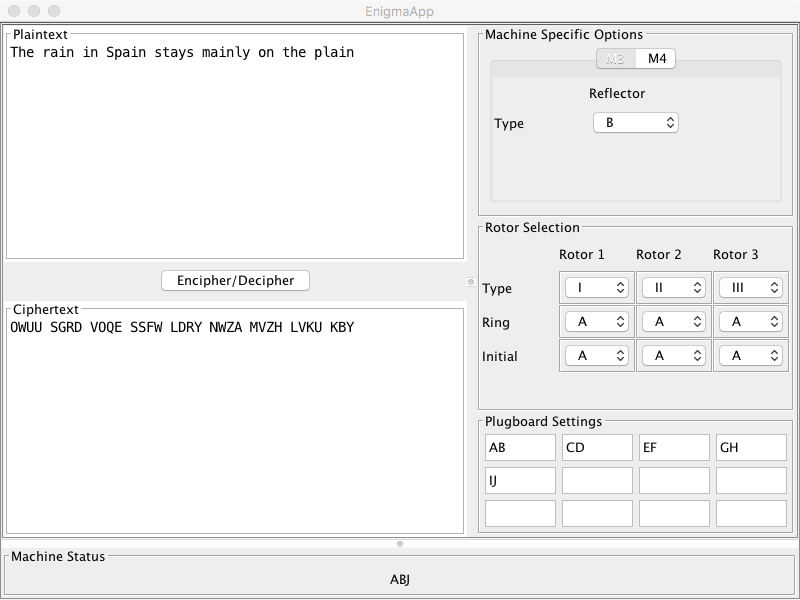 EnigmaApp
Plaintext
The rain in Spain stays mainly on the plain
Encipher/Decipher
Ciphertext
OWUU SGRD VOQE SSFW LDRY NWZA MVZH LVKU KBY
Machine Specific Options
M3 M4
Reflector
Type B
Rotor Selection
Rotor 1 Rotor 2 Rotor 3
Type I II III
Ring A A A
Initial A A A
Plugboard Settings
AB CD EF GH
IJ
Machine Status
ABJ